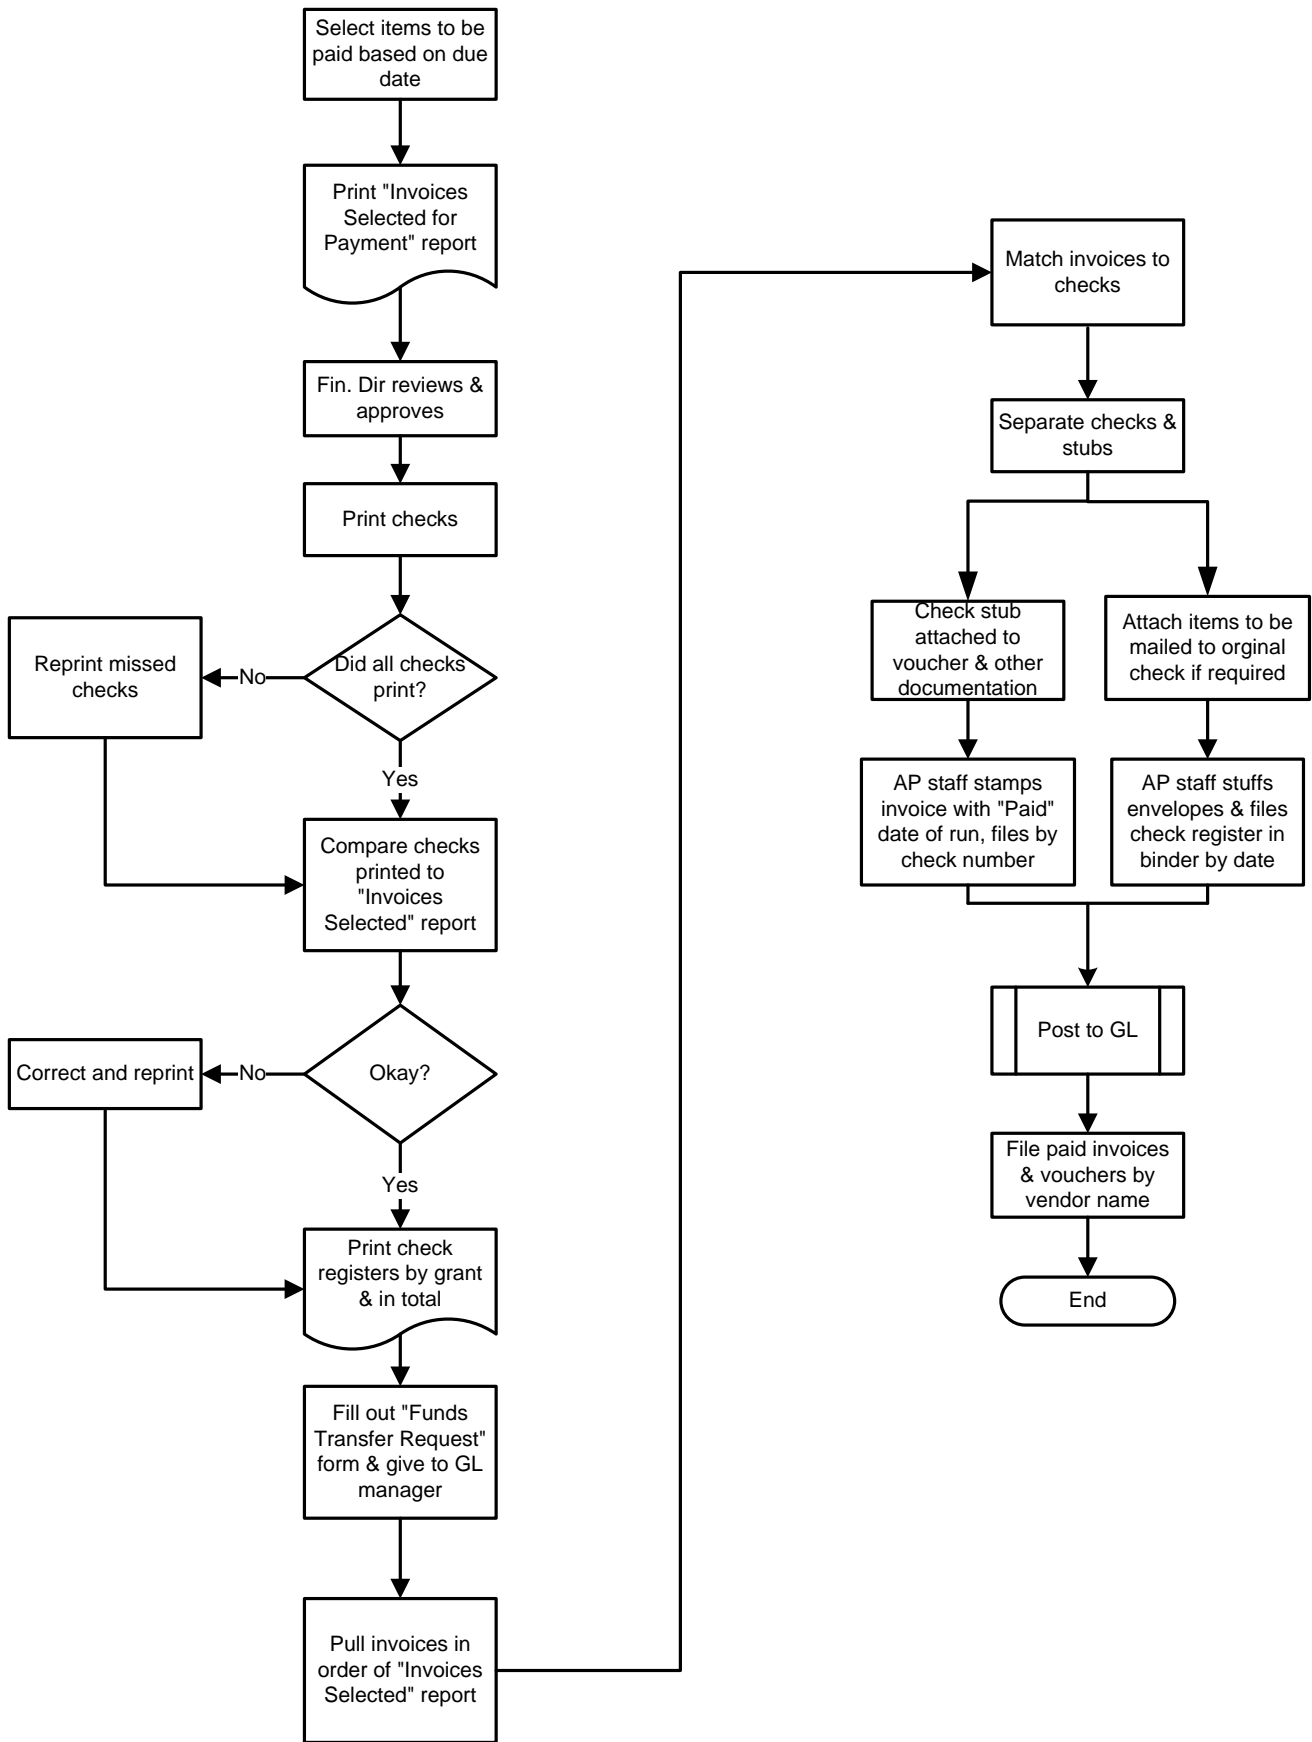 Select items to be
paid based on due
date
Print "Invoices
Selected for
Payment" report
Fin. Dir reviews &
approves
Print checks
Did all checks
print?
No
Reprint missed
checks
Yes
Compare checks
printed to
"Invoices
Selected" report
Okay?
No
Correct and reprint
Yes
Print check
registers by grant
& in total
Fill out "Funds
Transfer Request"
form & give to GL
manager
Pull invoices in
order of "Invoices
Selected" report
Match invoices to
checks
Separate checks &
stubs
Check stub
attached to
voucher & other
documentation
Attach items to be
mailed to orginal
check if required
AP staff stamps
invoice with "Paid"
date of run, files by
check number
AP staff stuffs
envelopes & files
check register in
binder by date
Post to GL
File paid invoices
& vouchers by
vendor name
End